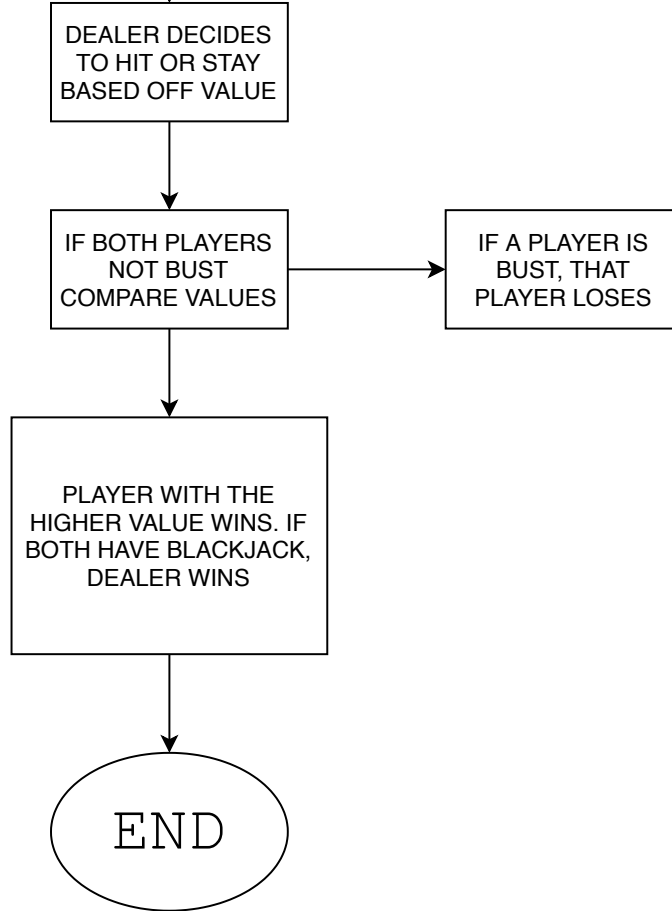 DEALER DECIDES
TO HIT OR STAY
BASED OFF VALUE
IF BOTH PLAYERS
NOT BUST
COMPARE VALUES
IF A PLAYER IS
BUST, THAT
PLAYER LOSES
PLAYER WITH THE
HIGHER VALUE WINS. IF
BOTH HAVE BLACKJACK,
DEALER WINS
END